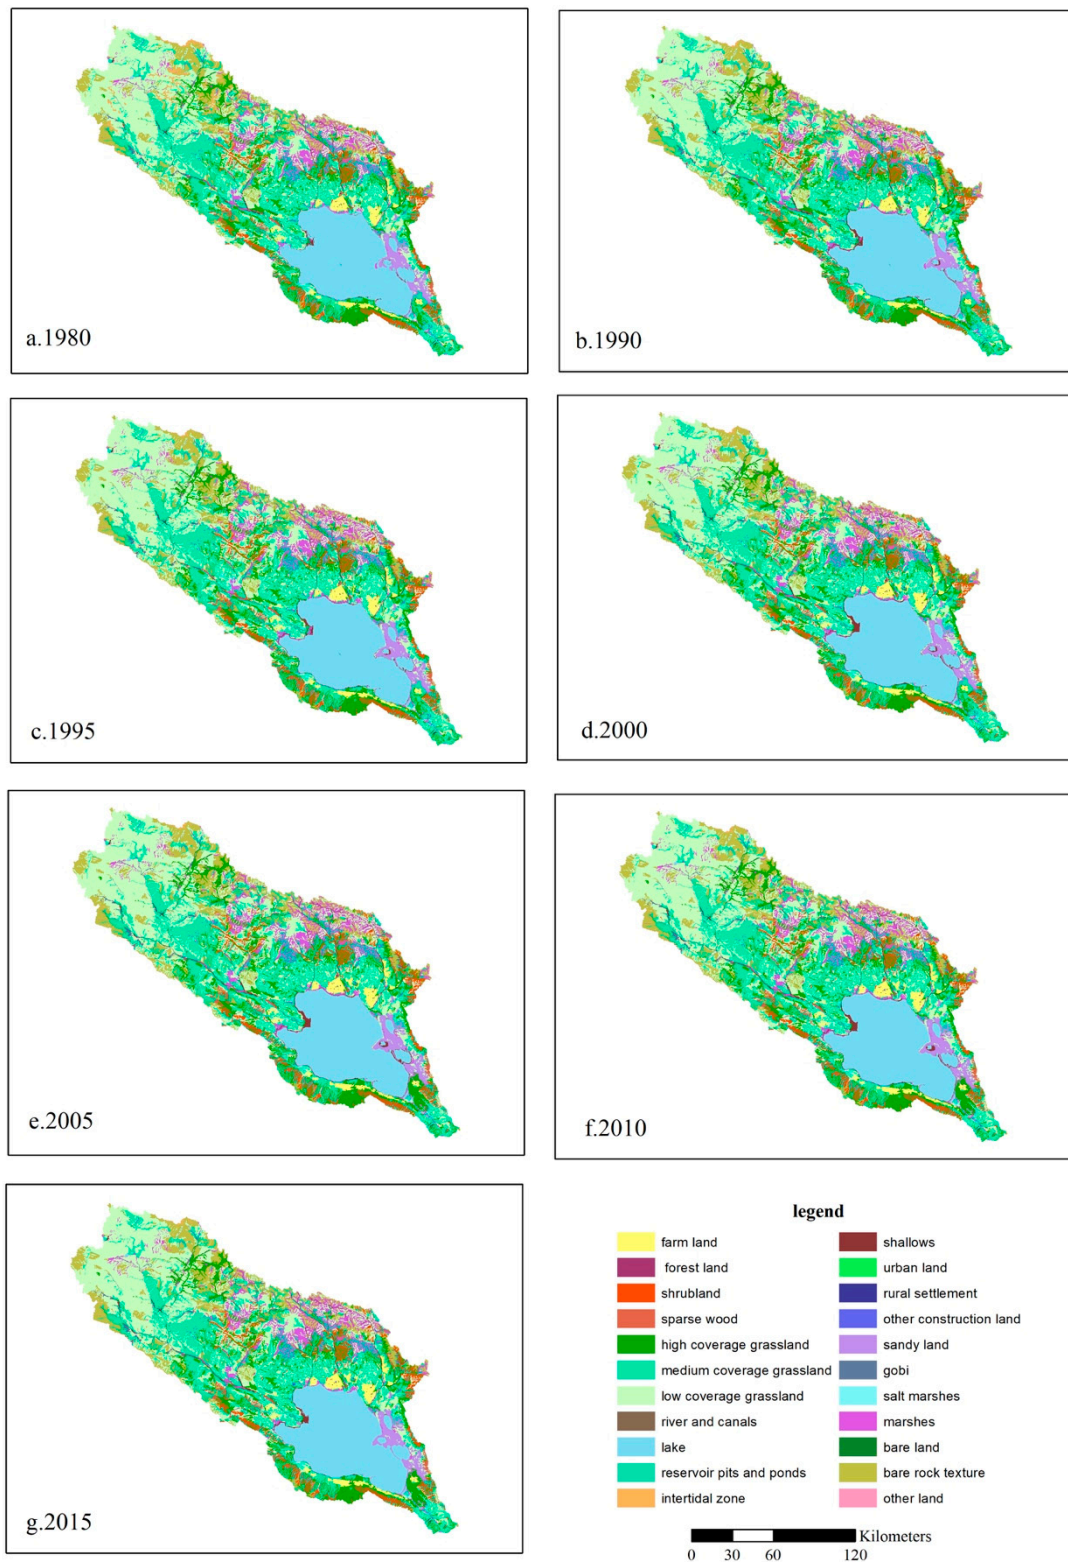 a.1980
b.1990
c.1995
d.2000
e.2005
f.2010
g.2015
legend
farm land
forest land
shrubland
sparse wood
high coverage grassland
medium coverage grassland
low coverage grassland
river and canals
lake
reservoir pits and ponds
intertidal zone
shallows
urban land
rural settlement
other construction land
sandy land
gobi
salt marshes
marshes
bare land
bare rock texture
other land
Kilometers
0 30 60 120